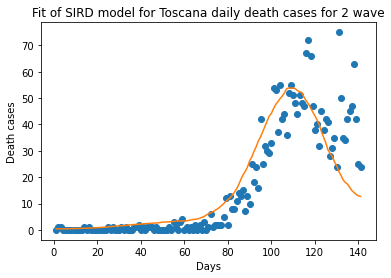 Fit of SIRD model for Toscana daily death cases for 2 wave
70
60
50
40
30
20
10
0
Death cases
0 20 40 60 80 100 120 140
Days